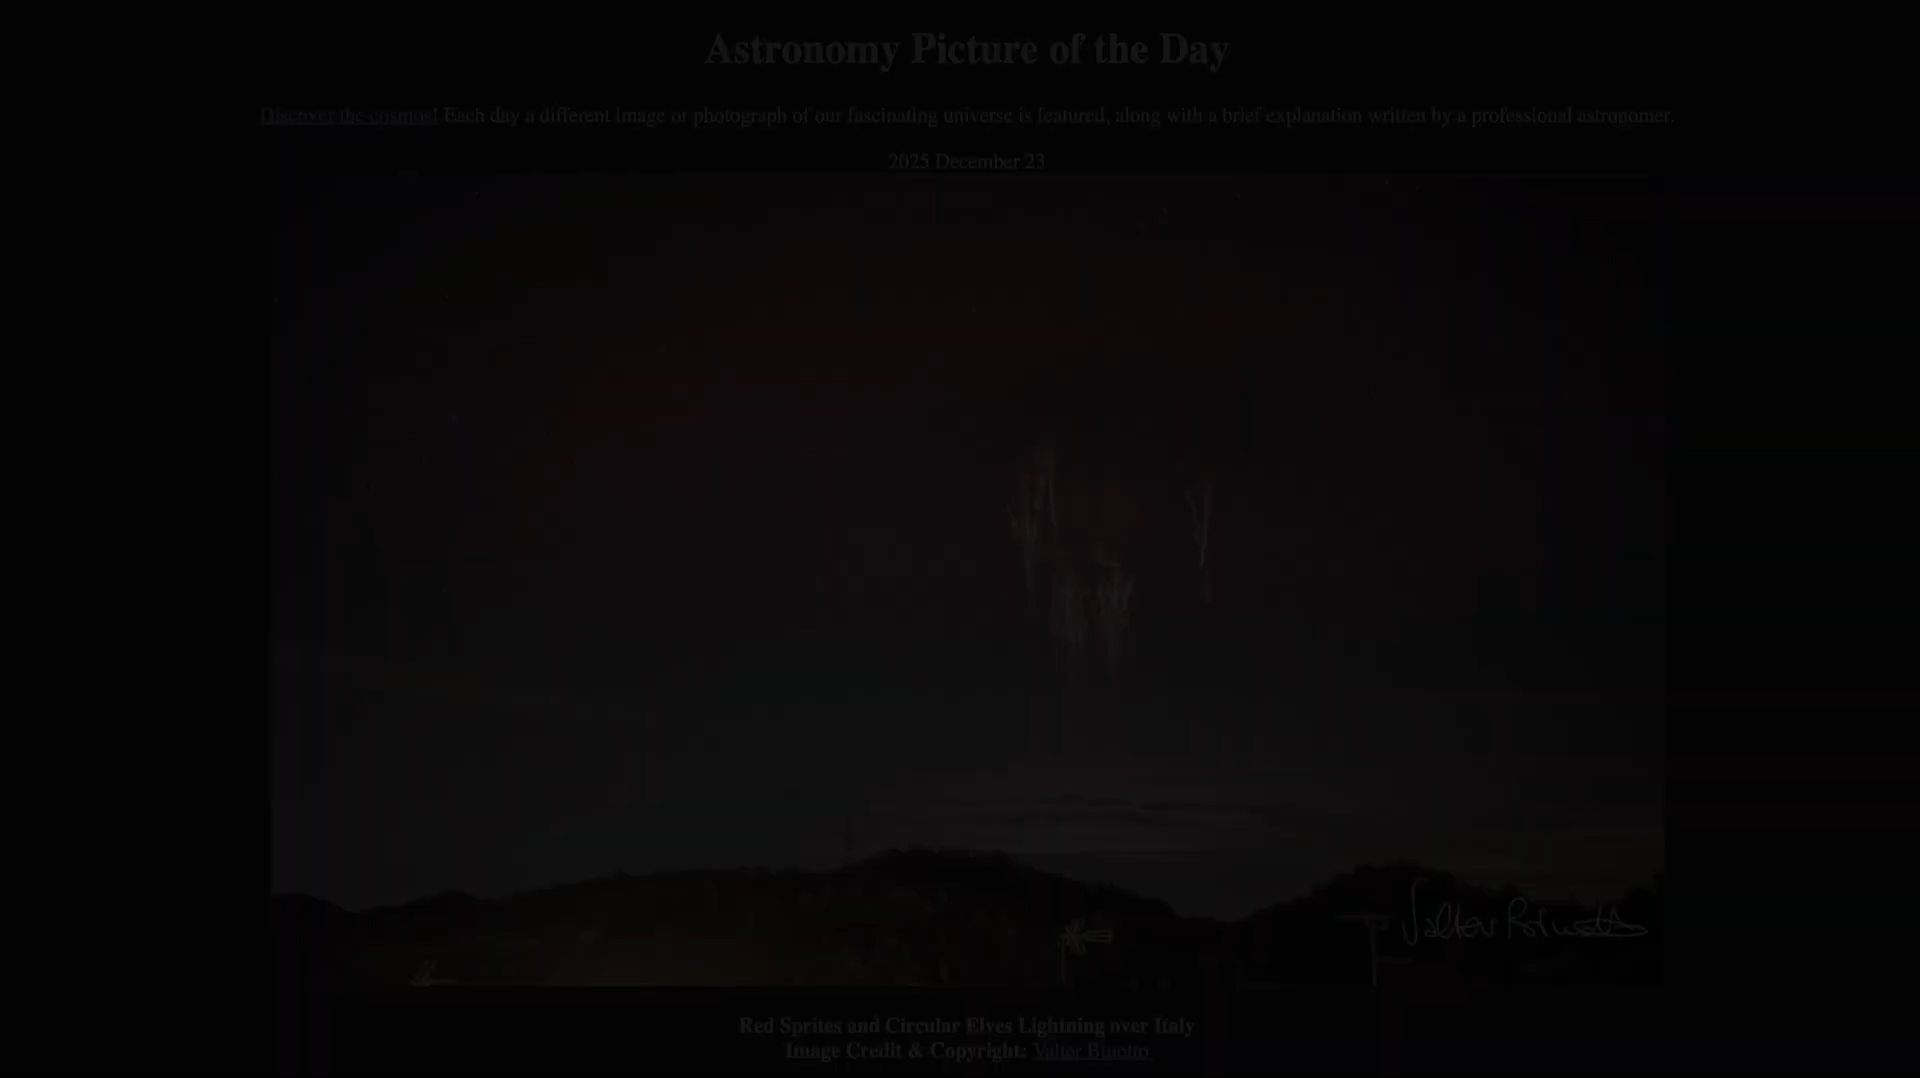 Astronomy Picture of the Day
Discover the cosmos! Each day a different image or photograph of our fascinating universe is featured, along with a brief explanation written by a professional astronomer.
2025 December 23
Valter Binotto
Red Sprites and Circular Elves Lightning over Italy
Image Credit & Copyright: Valter Binotto